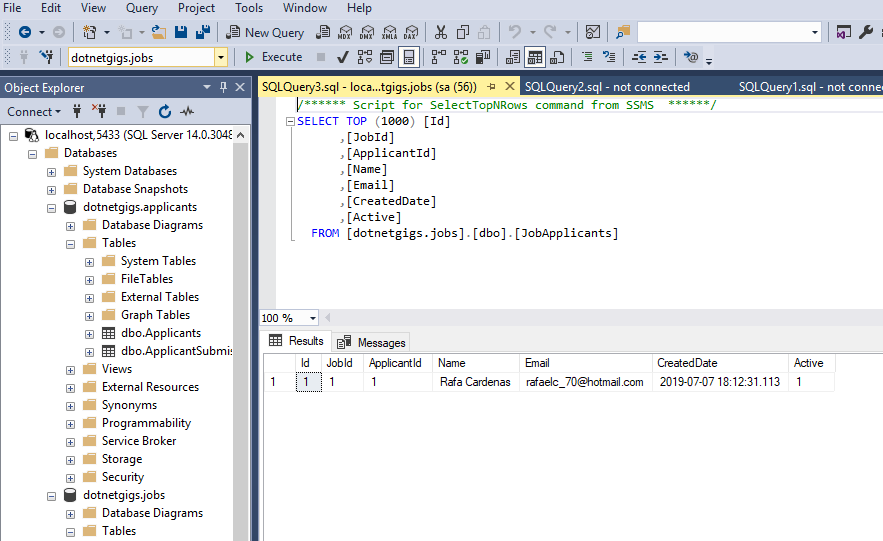 File Edit View Query Project Tools Window Help
New Query MDX DMX XMLA DAX
dotnetgigs.jobs Execute
Object Explorer
Connect
localhost,5433 (SQL Server 14.0.3048
Databases
System Databases
Database Snapshots
dotnetgigs.applicants
Database Diagrams
Tables
System Tables
FileTables
External Tables
Graph Tables
dbo.Applicants
dbo.ApplicantSubmis
Views
External Resources
Synonyms
Programmability
Service Broker
Storage
Security
dotnetgigs.jobs
Database Diagrams
Tables
SQLQuery3.sql - loca...tgigs.jobs (sa (56)) SQLQuery2.sql - not connected SQLQuery1.sql - not connec
/****** Script for SelectTopNRows command from SSMS ******/
SELECT TOP (1000) [Id]
,[JobId]
,[ApplicantId]
,[Name]
,[Email]
,[CreatedDate]
,[Active]
FROM [dotnetgigs.jobs].[dbo].[JobApplicants]
100 %
Results Messages
Id JobId ApplicantId Name Email CreatedDate Active
1 1 1 1 Rafa Cardenas rafaelc_70@hotmail.com 2019-07-07 18:12:31.113 1